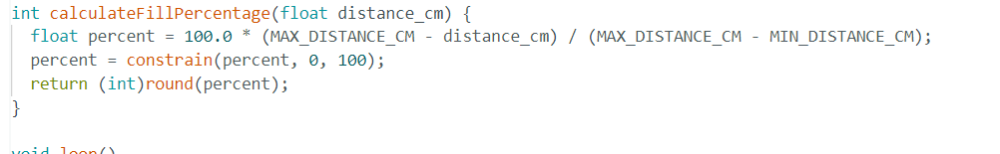 int calculateFillPercentage(float distance_cm) {
  float percent = 100.0 * (MAX_DISTANCE_CM - distance_cm) / (MAX_DISTANCE_CM - MIN_DISTANCE_CM);
  percent = constrain(percent, 0, 100);
  return (int)round(percent);
}
void loop()